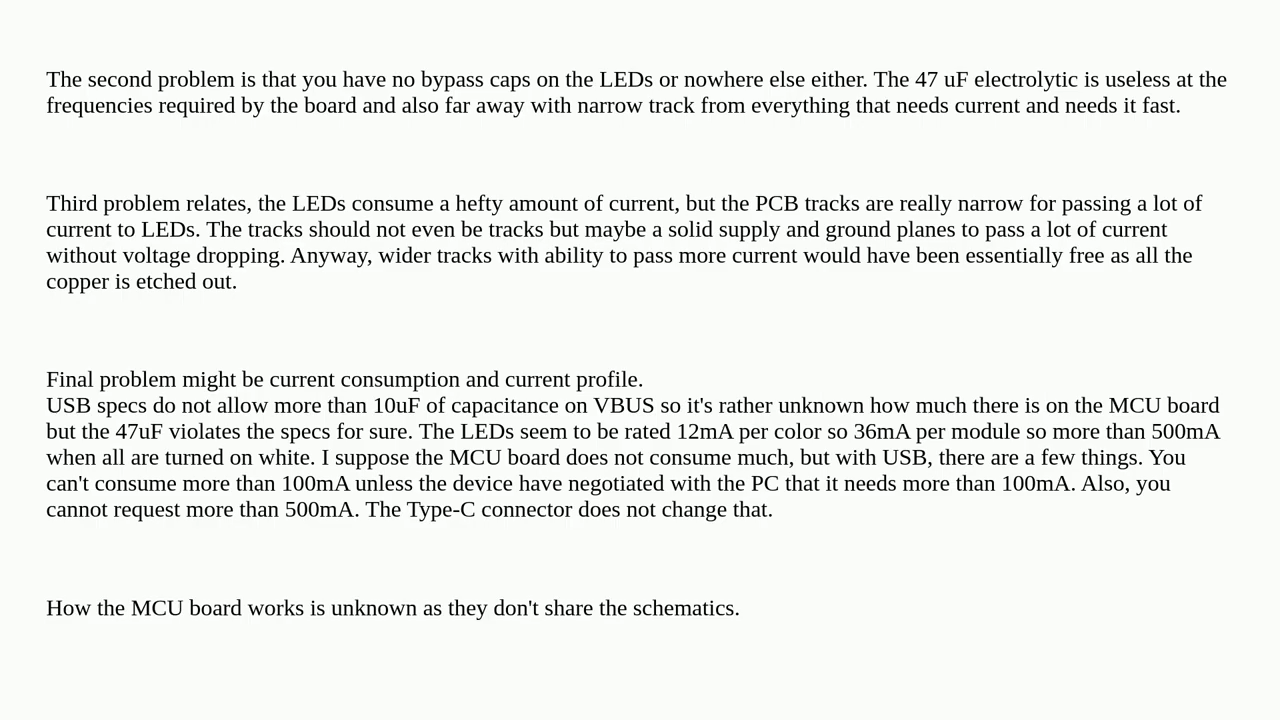 The second problem is that you have no bypass caps on the LEDs or nowhere else either. The 47 uF electrolytic is useless at the
frequencies required by the board and also far away with narrow track from everything that needs current and needs it fast.
Third problem relates, the LEDs consume a hefty amount of current, but the PCB tracks are really narrow for passing a lot of
current to LEDs. The tracks should not even be tracks but maybe a solid supply and ground planes to pass a lot of current
without voltage dropping. Anyway, wider tracks with ability to pass more current would have been essentially free as all the
copper is etched out.
Final problem might be current consumption and current profile.
USB specs do not allow more than 10uF of capacitance on VBUS so it's rather unknown how much there is on the MCU board
but the 47uF violates the specs for sure. The LEDs seem to be rated 12mA per color so 36mA per module so more than 500mA
when all are turned on white. I suppose the MCU board does not consume much, but with USB, there are a few things. You
can't consume more than 100mA unless the device have negotiated with the PC that it needs more than 100mA. Also, you
cannot request more than 500mA. The Type-C connector does not change that.
How the MCU board works is unknown as they don't share the schematics.